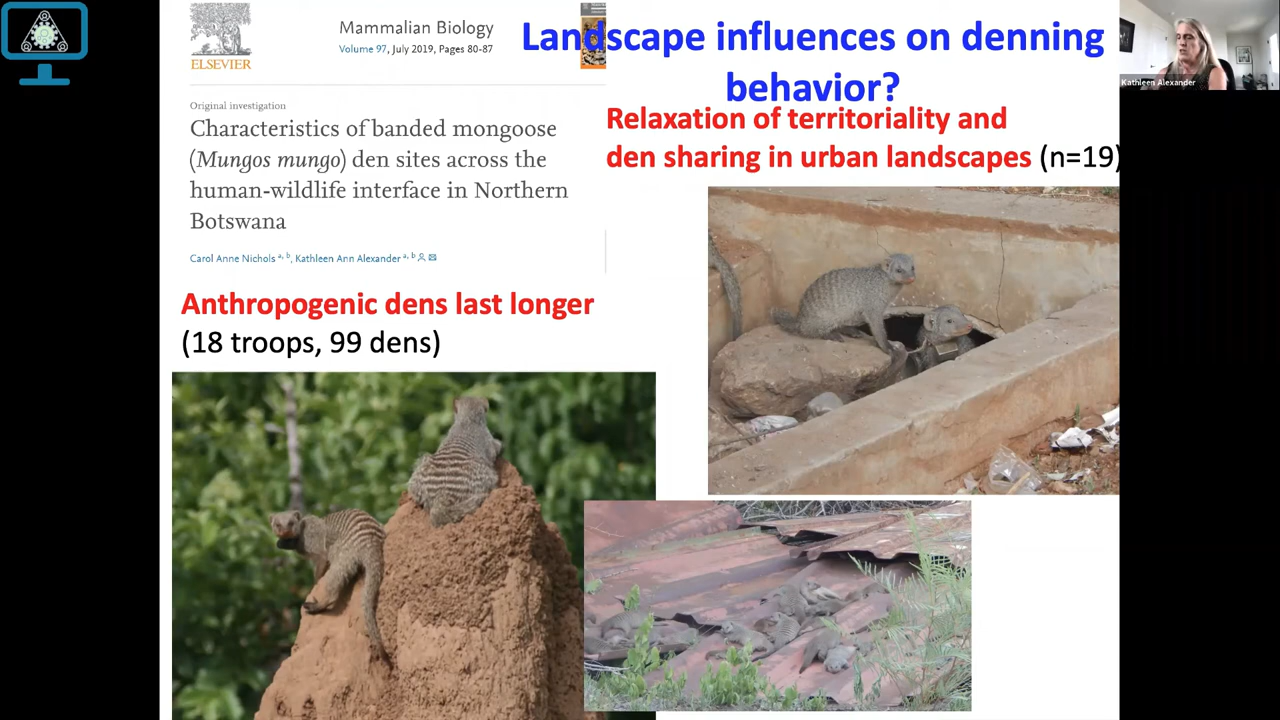 ELSEVIER
Mammalian Biology
Volume 97, July 2019, Pages 80-87
Landscape influences on denning
behavior?
Original investigation
Characteristics of banded mongoose
(Mungos mungo) den sites across the
human-wildlife interface in Northern
Botswana
Carol Anne Nichols a, b, Kathleen Ann Alexander a, b
Relaxation of territoriality and
den sharing in urban landscapes (n=19)
Anthropogenic dens last longer
(18 troops, 99 dens)
Kathleen Alexander